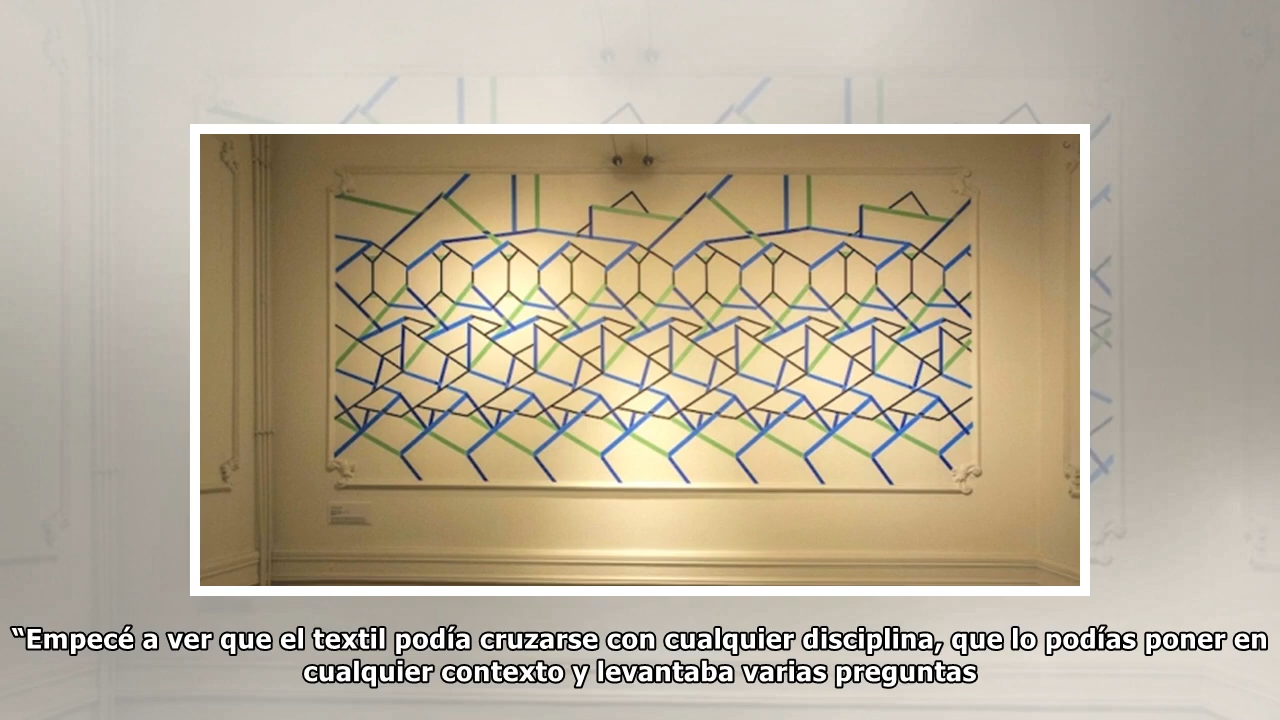 “Empecé a ver que el textil podía cruzarse con cualquier disciplina, que lo podías poner en
cualquier contexto y levantaba varias preguntas